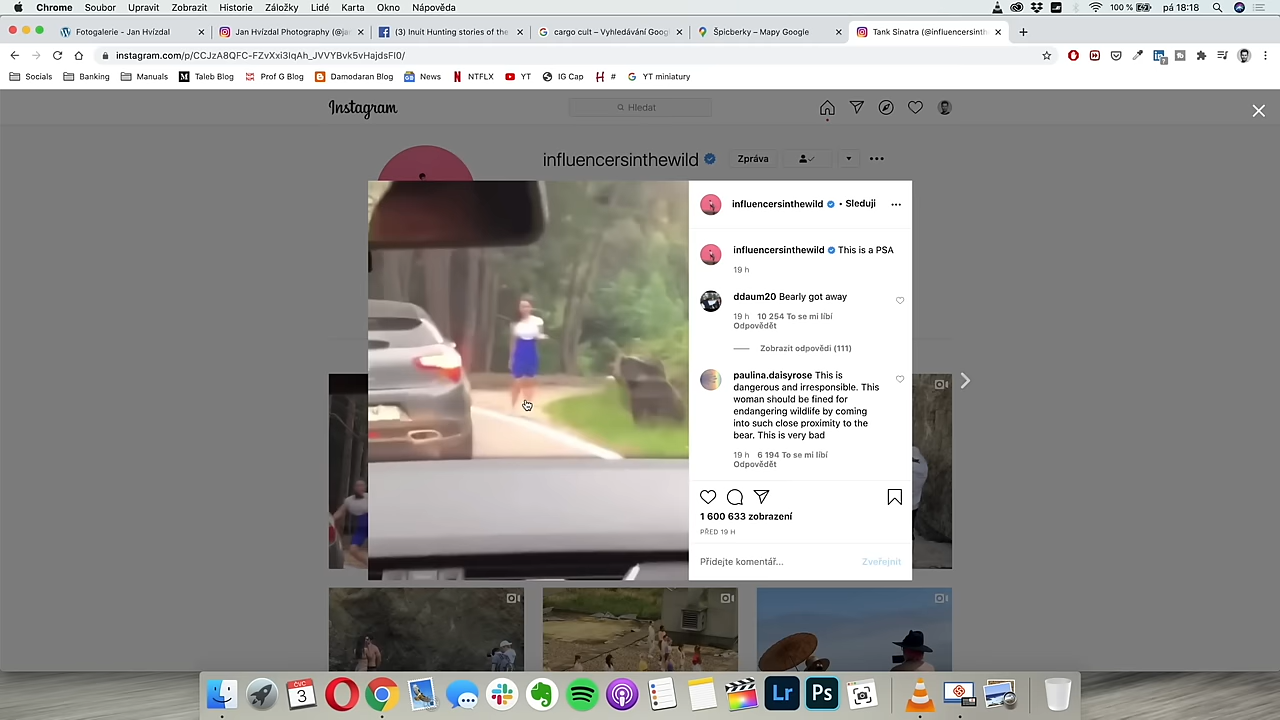 Chrome Soubor Upravit Zobrazit Historie Záložky Lidé Karta Okno Nápověda 100 % pá 18:18
Fotogalerie – Jan Hvízdal
Jan Hvízdal Photography (@ja
(3) Inuit Hunting stories of the
cargo cult – Vyhledávání Goog
Špicberky – Mapy Google
Tank Sinatra (@influencersinthe
instagram.com/p/CCJzA8QFC-FZvXxi3lqAh_JVVYBvk5vHajdsFI0/
Socials Banking Manuals Taleb Blog Prof G Blog Damodaran Blog News NTFLX YT IG Cap # YT miniatury
Instagram
Hledat
influencersinthewild Zpráva
influencersinthewild • Sleduji
influencersinthewild This is a PSA
19 h
ddaum20 Bearly got away
19 h 10 254 To se mi líbí
Odpovědět
Zobrazit odpovědi (111)
paulina.daisyrose This is
dangerous and irresponsible. This
woman should be fined for
endangering wildlife by coming
into such close proximity to the
bear. This is very bad
19 h 6 194 To se mi líbí
Odpovědět
1 600 633 zobrazení
PŘED 19 H
Přidejte komentář... Zveřejnit
ČVC
3
Lr
Ps